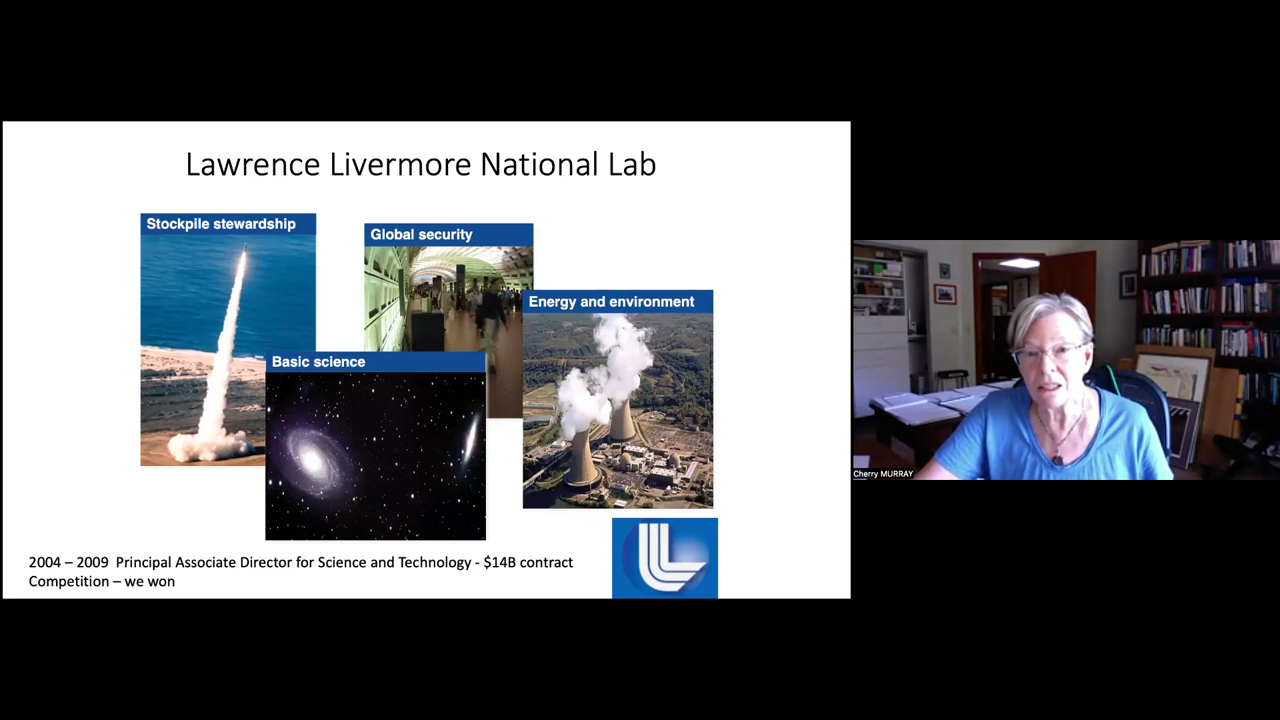 Lawrence Livermore National Lab
Stockpile stewardship
Global security
Energy and environment
Basic science
2004 – 2009 Principal Associate Director for Science and Technology - $14B contract
Competition – we won
Cherry MURRAY